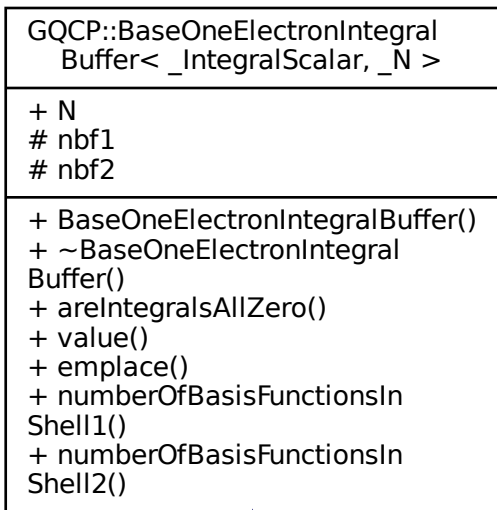 GQCP::BaseOneElectronIntegral
Buffer< _IntegralScalar, _N >
+ N
# nbf1
# nbf2
+ BaseOneElectronIntegralBuffer()
+ ~BaseOneElectronIntegral
Buffer()
+ areIntegralsAllZero()
+ value()
+ emplace()
+ numberOfBasisFunctionsIn
Shell1()
+ numberOfBasisFunctionsIn
Shell2()